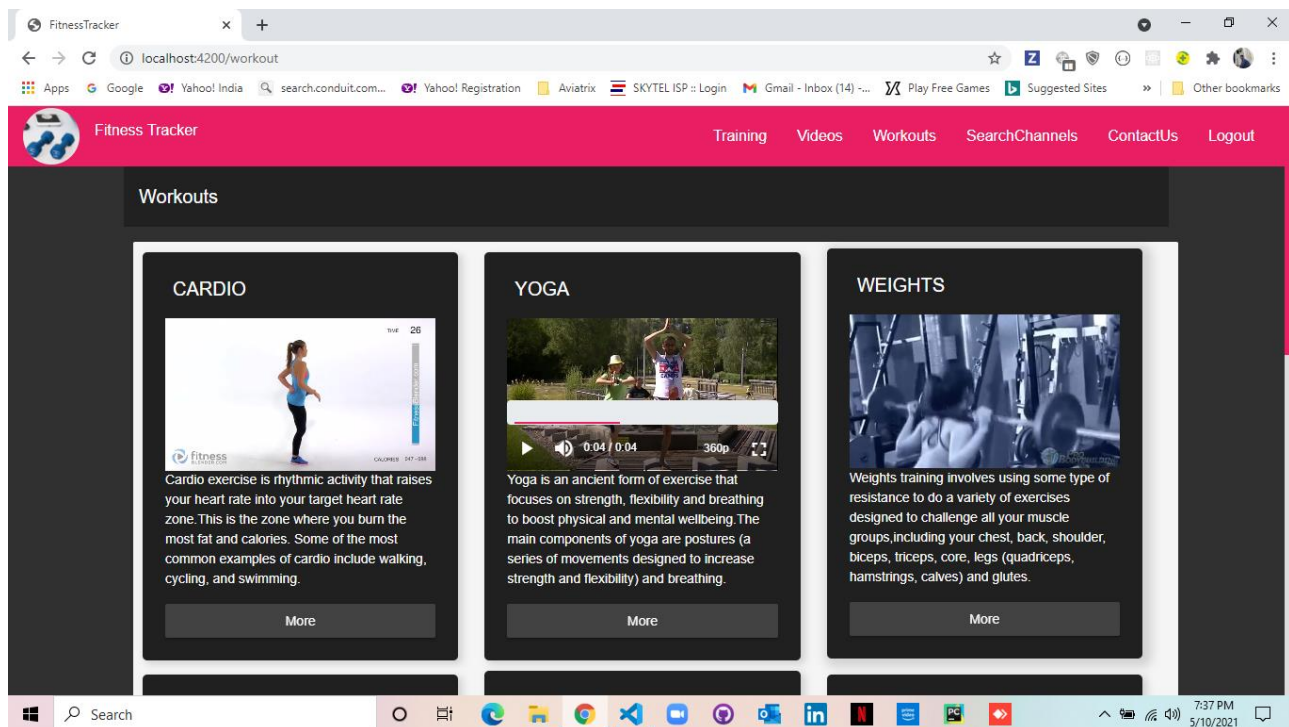 FitnessTracker
localhost:4200/workout
Apps Google Yahoo! India search.conduit.com... Yahoo! Registration Aviatrix SKYTEL ISP :: Login Gmail - Inbox (14) -... Play Free Games Suggested Sites » Other bookmarks
Fitness Tracker Training Videos Workouts SearchChannels ContactUs Logout
Workouts
CARDIO
TIME 26
fitness
BLENDER.COM
CALORIES 247-388
Cardio exercise is rhythmic activity that raises
your heart rate into your target heart rate
zone.This is the zone where you burn the
most fat and calories. Some of the most
common examples of cardio include walking,
cycling, and swimming.
More
YOGA
0:04 / 0:04 360p
Yoga is an ancient form of exercise that
focuses on strength, flexibility and breathing
to boost physical and mental wellbeing.The
main components of yoga are postures (a
series of movements designed to increase
strength and flexibility) and breathing.
More
WEIGHTS
Weights training involves using some type of
resistance to do a variety of exercises
designed to challenge all your muscle
groups,including your chest, back, shoulder,
biceps, triceps, core, legs (quadriceps,
hamstrings, calves) and glutes.
More
Search
7:37 PM
5/10/2021